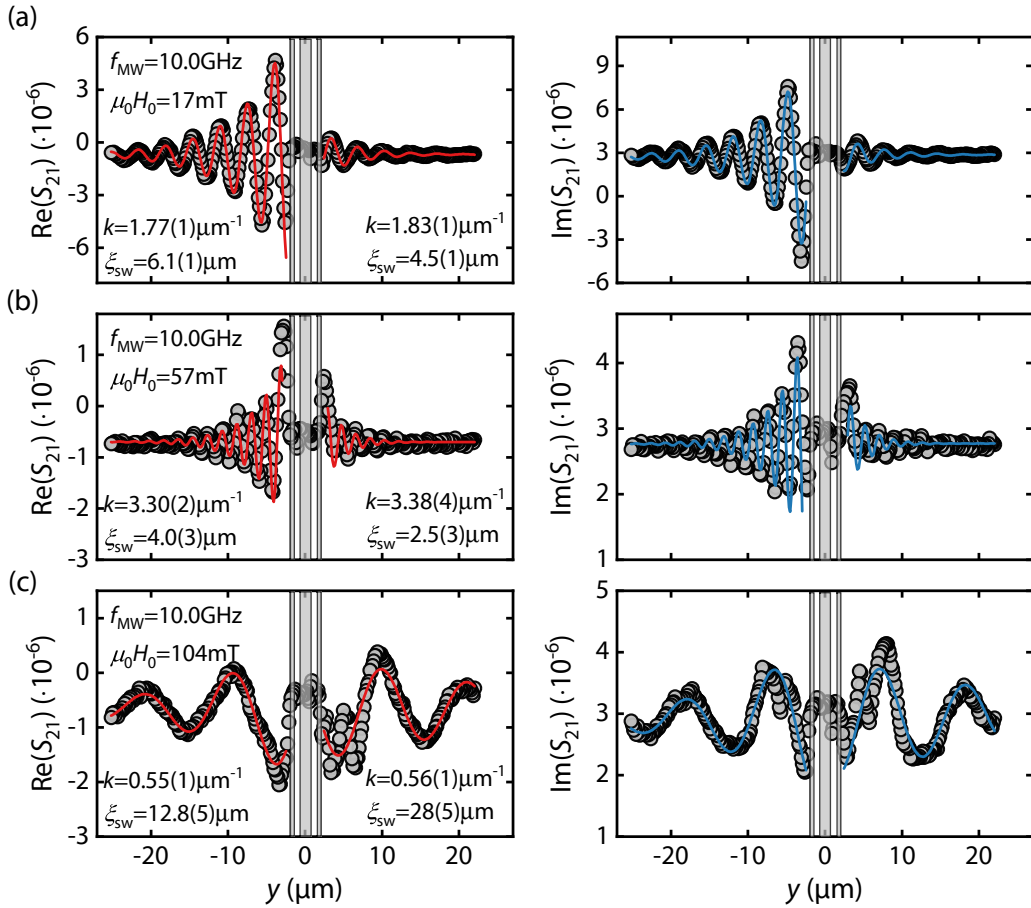 (a)
Re(S21) (·10-6)
6
3
0
-3
-6
fMW=10.0GHz
μ0H0=17mT
k=1.77(1)μm-1
ξsw=6.1(1)μm
k=1.83(1)μm-1
ξsw=4.5(1)μm
Im(S21) (·10-6)
9
6
3
0
-3
-6
(b)
Re(S21) (·10-6)
1
0
-1
-2
-3
fMW=10.0GHz
μ0H0=57mT
k=3.30(2)μm-1
ξsw=4.0(3)μm
k=3.38(4)μm-1
ξsw=2.5(3)μm
Im(S21) (·10-6)
4
3
2
1
(c)
Re(S21) (·10-6)
1
0
-1
-2
-3
fMW=10.0GHz
μ0H0=104mT
k=0.55(1)μm-1
ξsw=12.8(5)μm
k=0.56(1)μm-1
ξsw=28(5)μm
-20 -10 0 10 20
y (μm)
Im(S21) (·10-6)
5
4
3
2
1
-20 -10 0 10 20
y (μm)